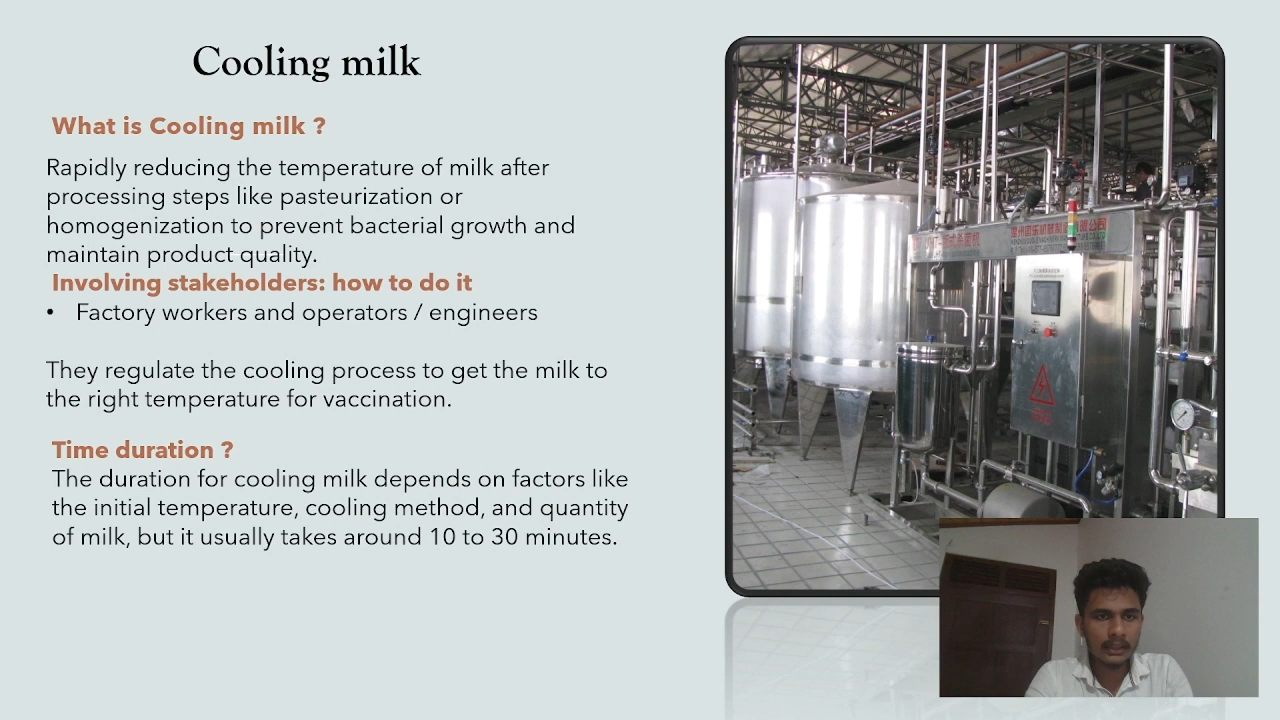 Cooling milk
What is Cooling milk ?
Rapidly reducing the temperature of milk after
processing steps like pasteurization or
homogenization to prevent bacterial growth and
maintain product quality.
Involving stakeholders: how to do it
• Factory workers and operators / engineers
They regulate the cooling process to get the milk to
the right temperature for vaccination.
Time duration ?
The duration for cooling milk depends on factors like
the initial temperature, cooling method, and quantity
of milk, but it usually takes around 10 to 30 minutes.